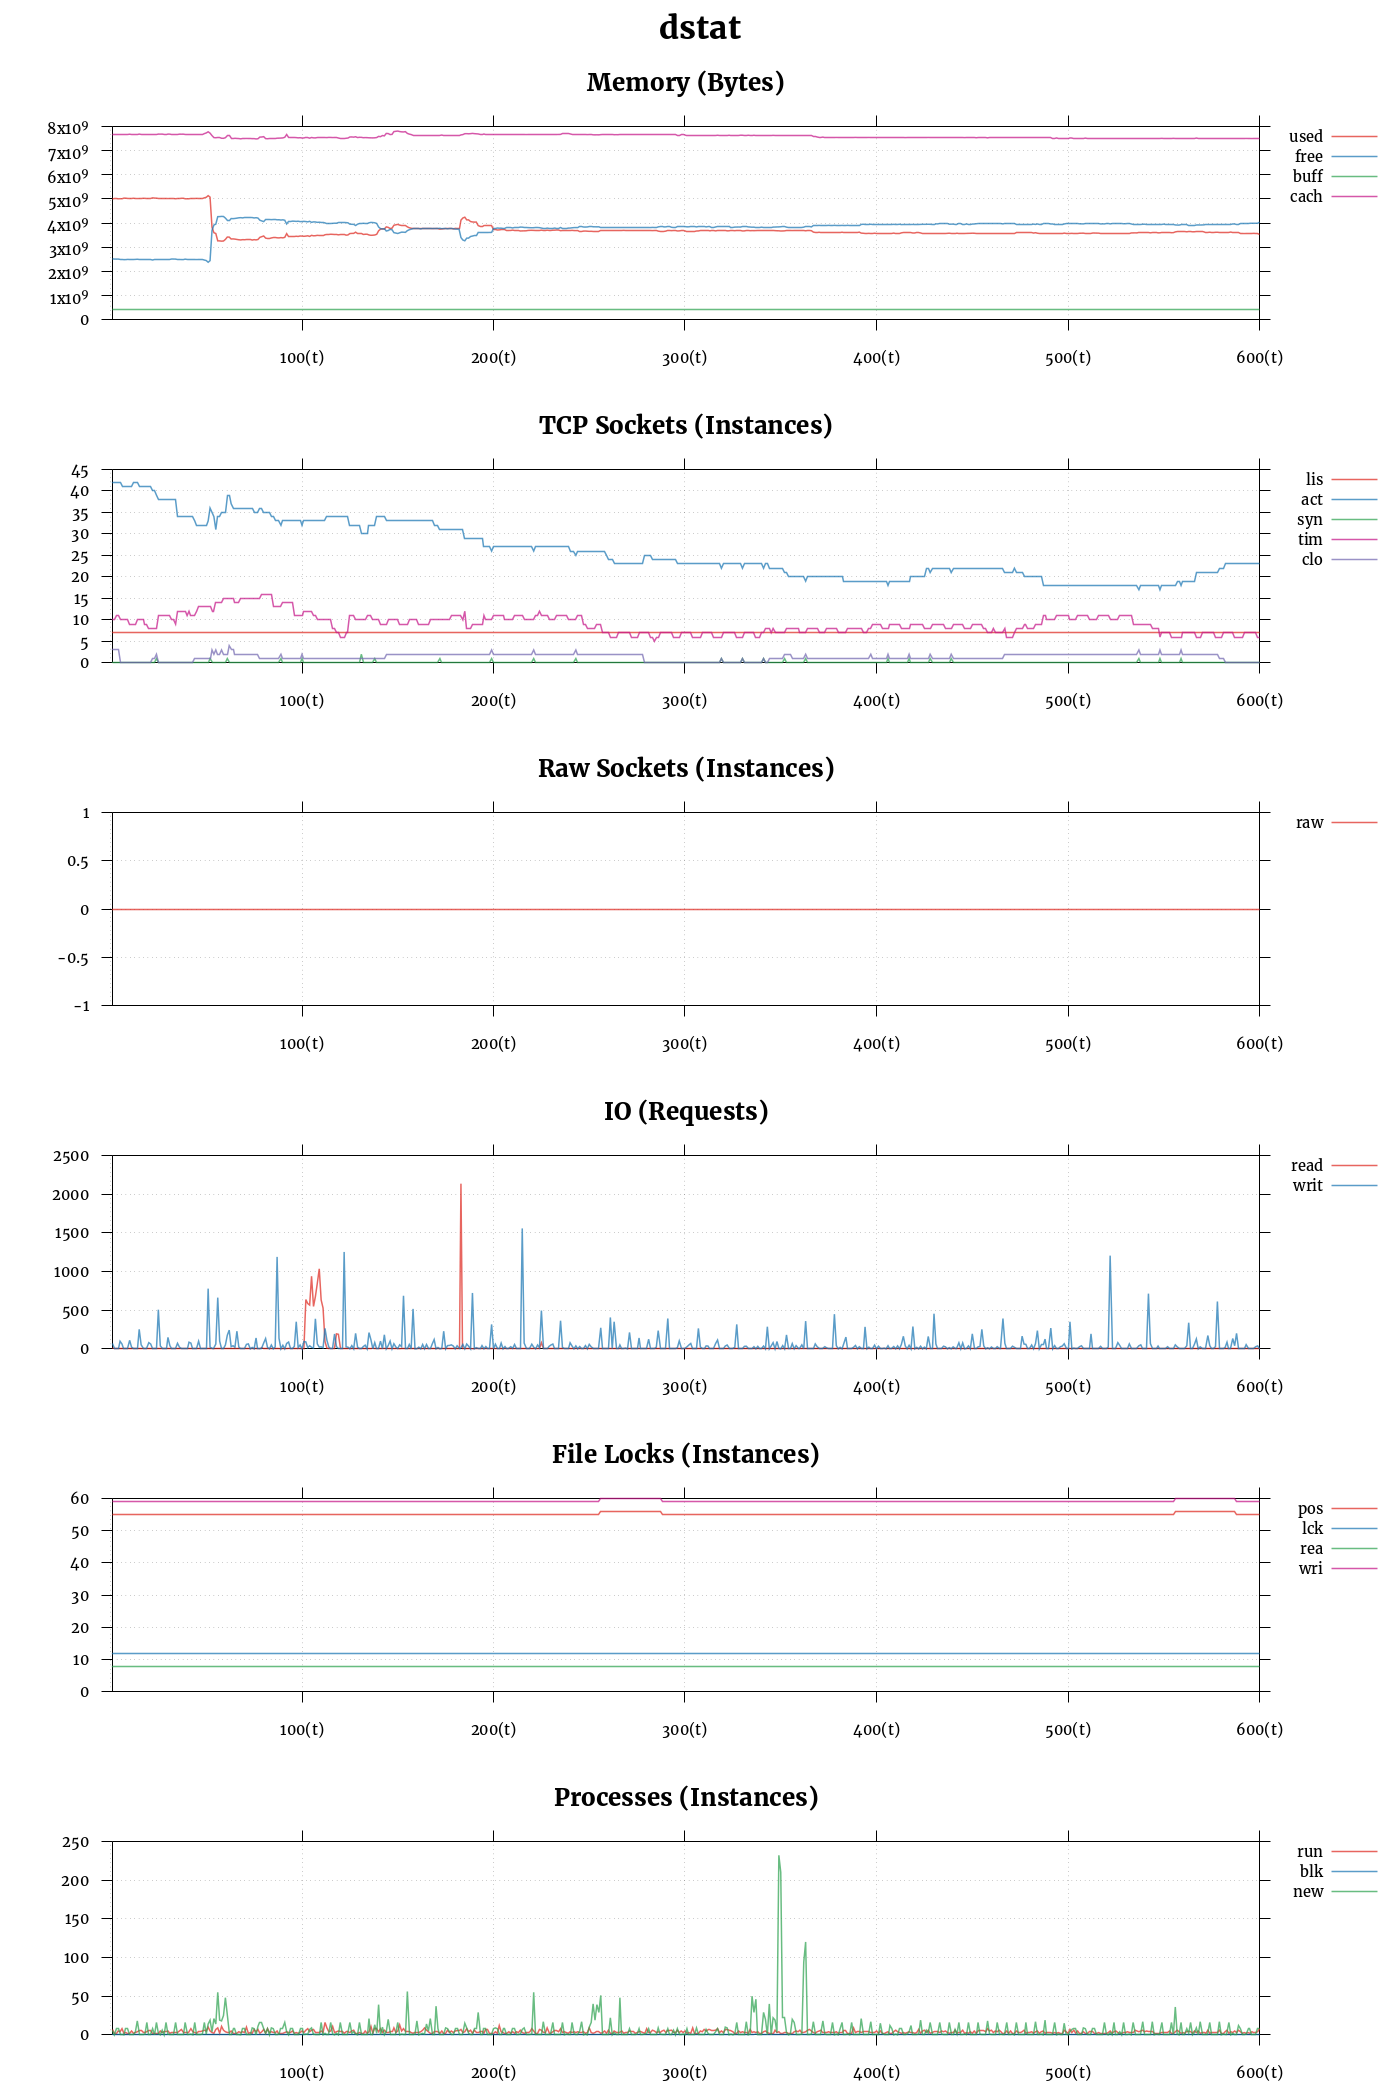 dstat
Memory (Bytes)
8x10⁹
7x10⁹
6x10⁹
5x10⁹
4x10⁹
3x10⁹
2x10⁹
1x10⁹
0
used
free
buff
cach
100(t) 200(t) 300(t) 400(t) 500(t) 600(t)
TCP Sockets (Instances)
45
40
35
30
25
20
15
10
5
0
lis
act
syn
tim
clo
100(t) 200(t) 300(t) 400(t) 500(t) 600(t)
Raw Sockets (Instances)
1
0.5
0
-0.5
-1
raw
100(t) 200(t) 300(t) 400(t) 500(t) 600(t)
IO (Requests)
2500
2000
1500
1000
500
0
read
writ
100(t) 200(t) 300(t) 400(t) 500(t) 600(t)
File Locks (Instances)
60
50
40
30
20
10
0
pos
lck
rea
wri
100(t) 200(t) 300(t) 400(t) 500(t) 600(t)
Processes (Instances)
250
200
150
100
50
0
run
blk
new
100(t) 200(t) 300(t) 400(t) 500(t) 600(t)